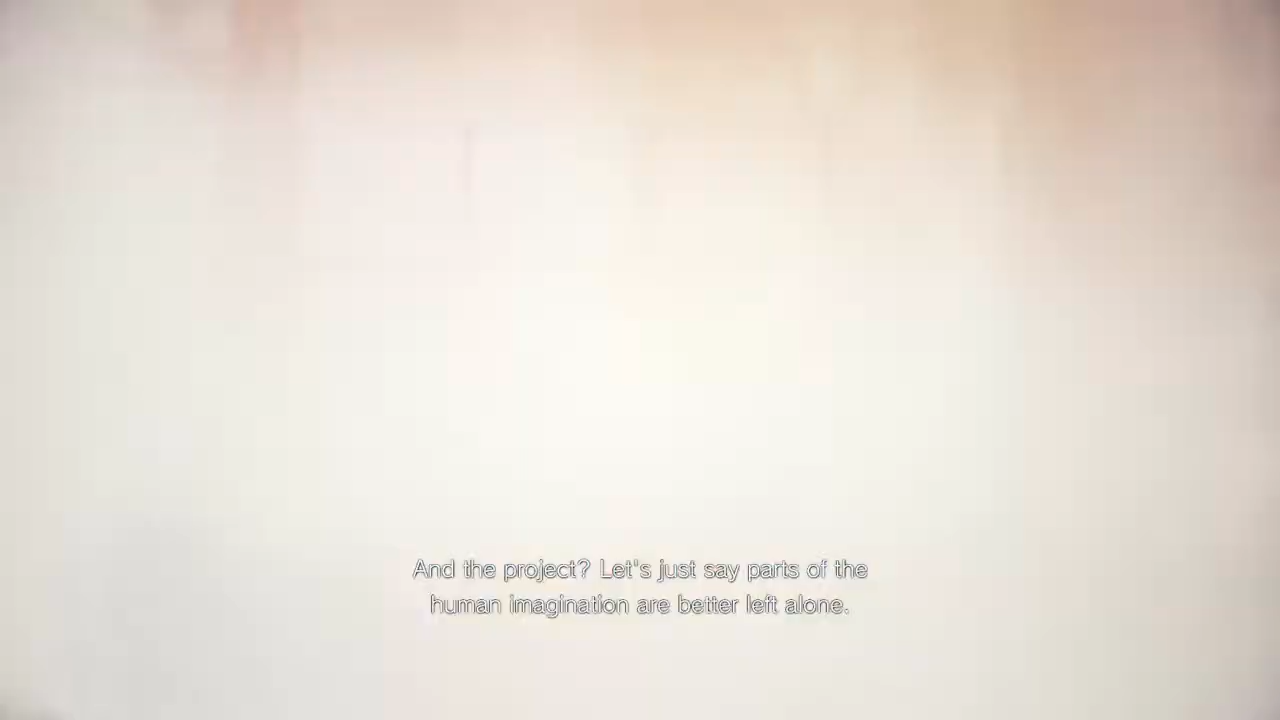 And the project? Let's just say parts of the
human imagination are better left alone.